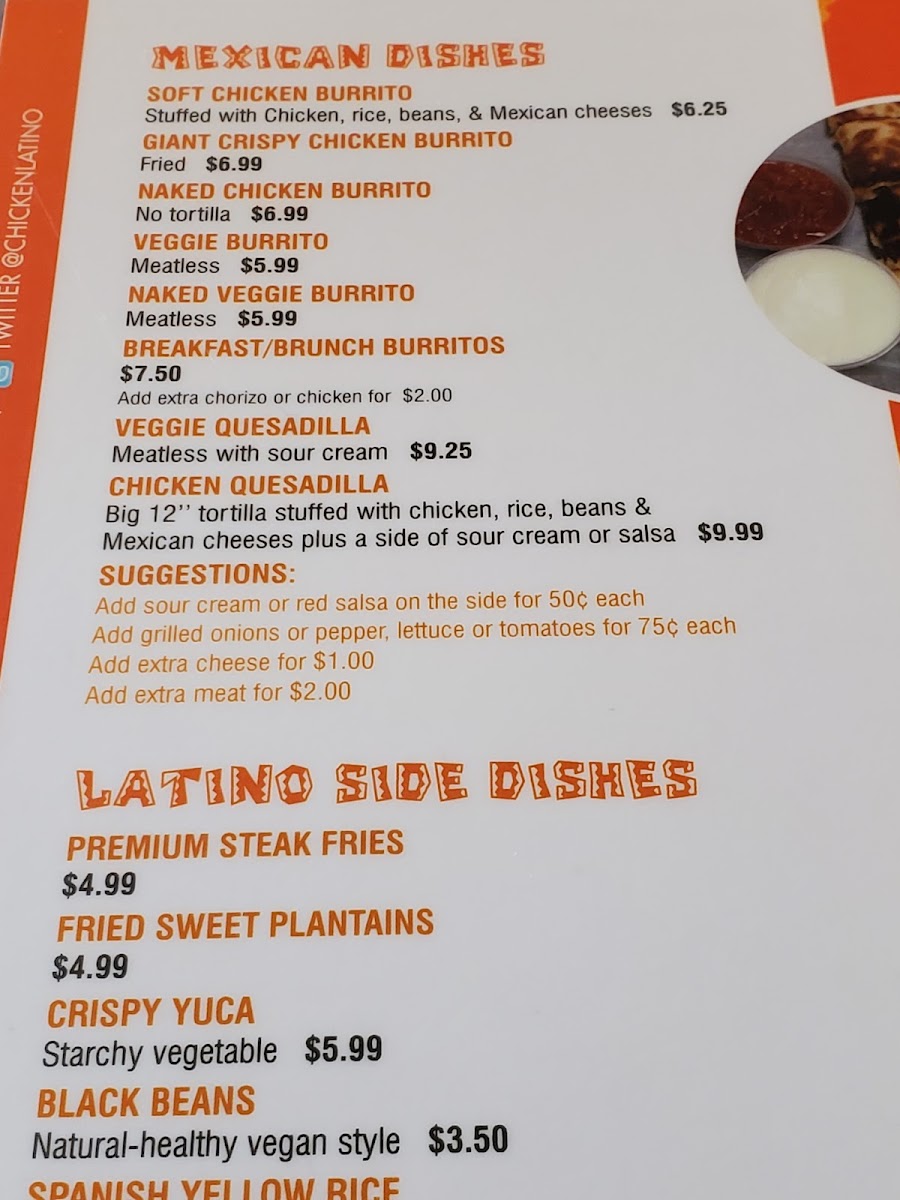 TWITTER @CHICKENLATINO
MEXICAN DISHES
SOFT CHICKEN BURRITO
Stuffed with Chicken, rice, beans, & Mexican cheeses $6.25
GIANT CRISPY CHICKEN BURRITO
Fried $6.99
NAKED CHICKEN BURRITO
No tortilla $6.99
VEGGIE BURRITO
Meatless $5.99
NAKED VEGGIE BURRITO
Meatless $5.99
BREAKFAST/BRUNCH BURRITOS
$7.50
Add extra chorizo or chicken for $2.00
VEGGIE QUESADILLA
Meatless with sour cream $9.25
CHICKEN QUESADILLA
Big 12'' tortilla stuffed with chicken, rice, beans &
Mexican cheeses plus a side of sour cream or salsa $9.99
SUGGESTIONS:
Add sour cream or red salsa on the side for 50¢ each
Add grilled onions or pepper, lettuce or tomatoes for 75¢ each
Add extra cheese for $1.00
Add extra meat for $2.00
LATINO SIDE DISHES
PREMIUM STEAK FRIES
$4.99
FRIED SWEET PLANTAINS
$4.99
CRISPY YUCA
Starchy vegetable $5.99
BLACK BEANS
Natural-healthy vegan style $3.50
SPANISH YELLOW RICE